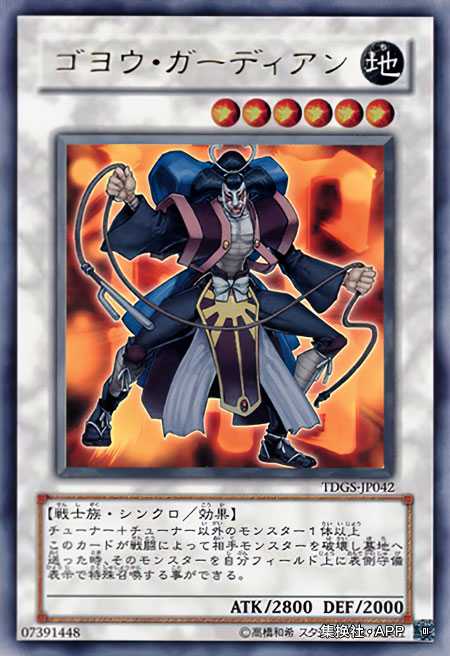 ゴヨウ・ガーディアン
地
TDGS-JP042
【戦士族・シンクロ/効果】
チューナー+チューナー以外のモンスター1体以上
このカードが戦闘によって相手モンスターを破壊し墓地へ
送った時、そのモンスターを自分フィールド上に表側守備
表示で特殊召喚する事ができる。
ATK/2800 DEF/2000
07391448
©高橋和希 スタジオ
集換社・APP